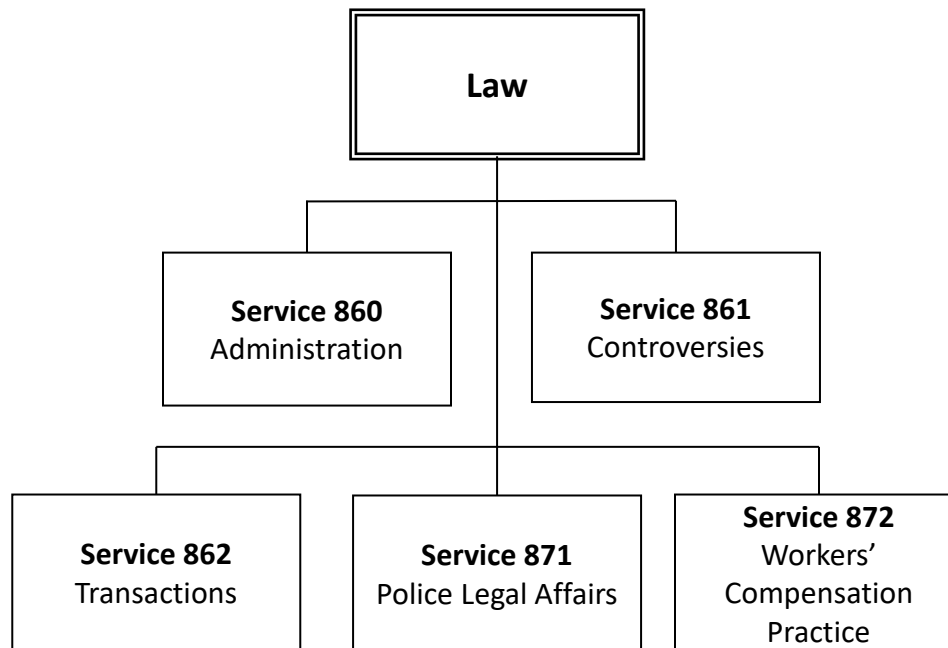 Law
Service 860
Administration
Service 861
Controversies
Service 862
Transactions
Service 871
Police Legal Affairs
Service 872
Workers’
Compensation
Practice